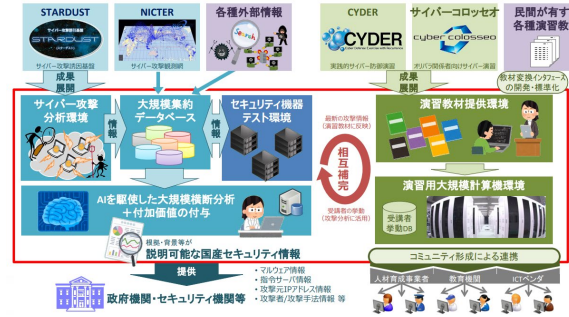 STARDUST
STARDUST
サイバー攻撃誘引基盤
NICTER
サイバー攻撃観測網
各種外部情報
Search
CYDER
CYDER
実践的サイバー防御演習
サイバーコロッセオ
cyber colosseo
オリパラ関係者向けサイバー演習
民間が有す
各種演習教
成果
展開
成果
展開
教材変換インタフェース
の開発・標準化
サイバー攻撃
分析環境
情報
大規模集約
データベース
情報
セキュリティ機器
テスト環境
最新の攻撃情報
(演習教材に反映)
相互補完
受講者の挙動
(攻撃分析に活用)
演習教材提供環境
演習用大規模計算機環境
受講者
挙動DB
AIを駆使した大規模横断分析
+付加価値の付与
根拠・背景等が
説明可能な国産セキュリティ情報
提供
政府機関・セキュリティ機関等
・マルウェア情報
・指令サーバ情報
・攻撃元IPアドレス情報
・攻撃者/攻撃手法情報 等
コミュニティ形成による連携
人材育成事業者
教育機関
ICTベンダ